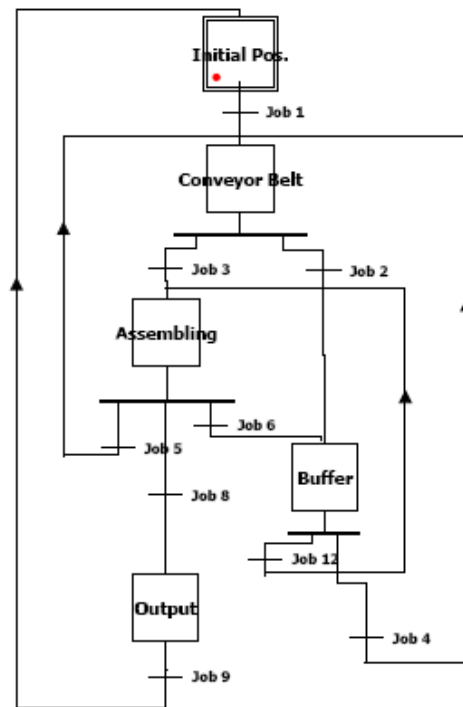 Initial Pos.
Job 1
Conveyor Belt
Job 3
Job 2
Assembling
Job 6
Job 5
Buffer
Job 8
Job 12
Output
Job 4
Job 9